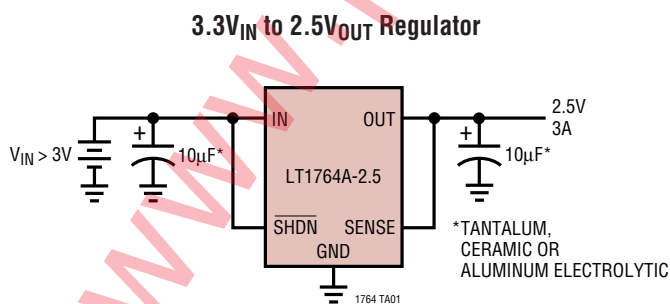 3.3VIN to 2.5VOUT Regulator
IN
OUT
2.5V
3A
+
+
VIN > 3V
10µF*
10µF*
LT1764A-2.5
SHDN
SENSE
GND
*TANTALUM,
CERAMIC OR
ALUMINUM ELECTROLYTIC
1764 TA01
www.